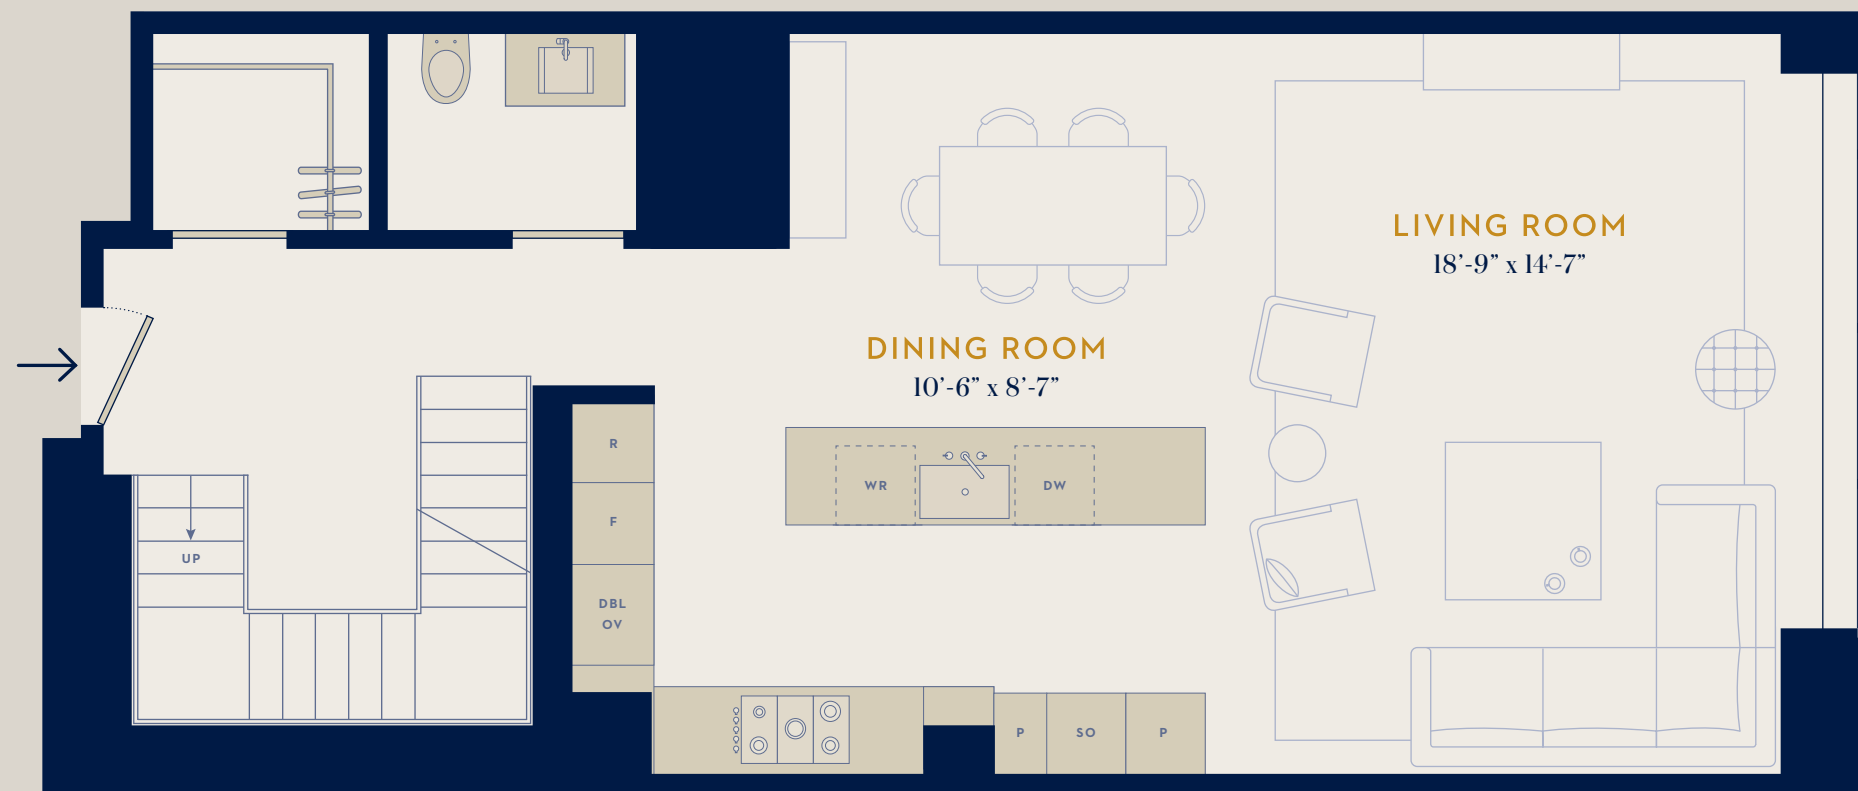 LIVING ROOM
18’-9” x 14’-7”
DINING ROOM
10’-6” x 8’-7”
R
F
DBL
OV
WR
DW
UP
P
SO
P